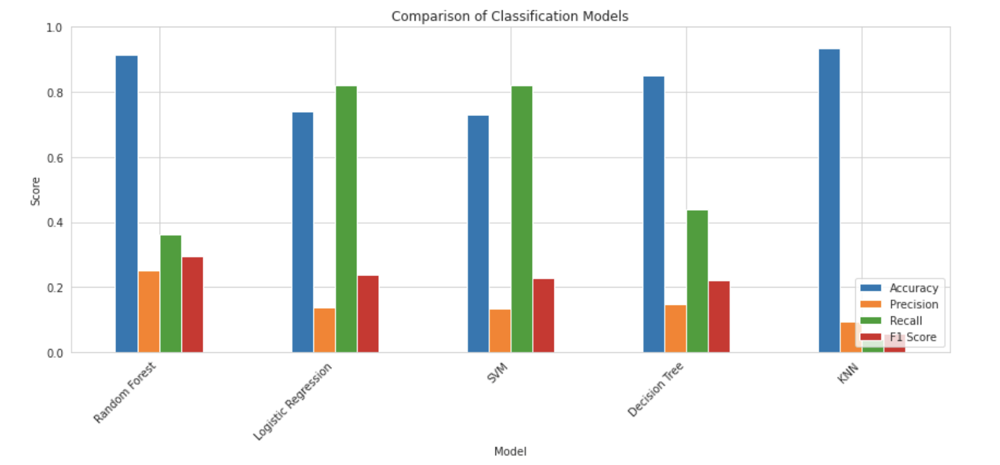 Comparison of Classification Models
1.0
0.8
0.6
0.4
0.2
0.0
Score
Random Forest
Logistic Regression
SVM
Decision Tree
KNN
Model
Accuracy
Precision
Recall
F1 Score